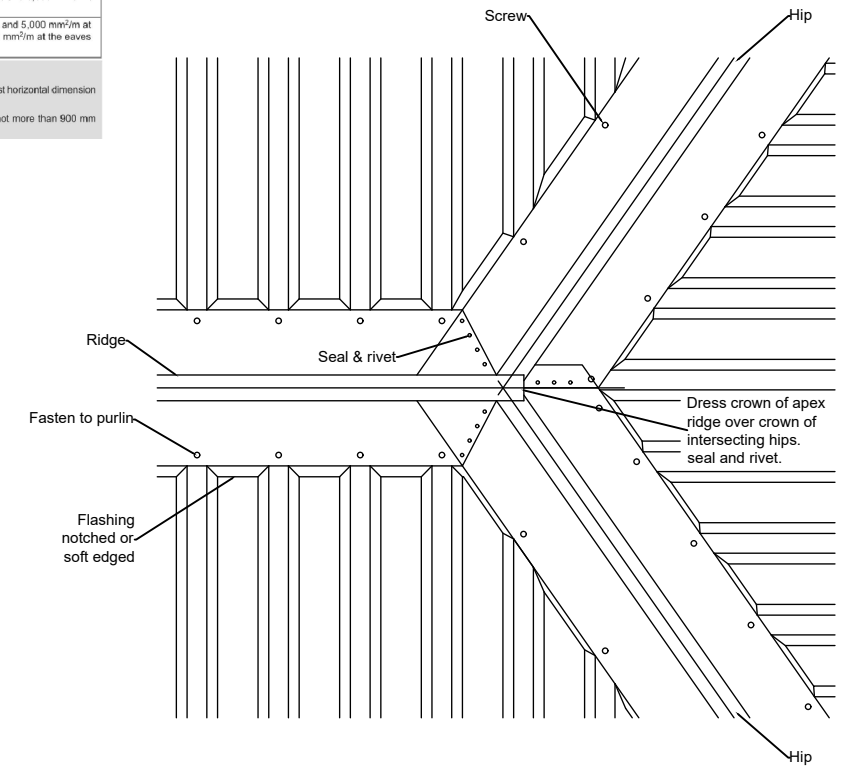 and 5,000 mm²/m at
mm²/m at the eaves
st horizontal dimension
not more than 900 mm
Screw
Hip
Ridge
Seal & rivet
Fasten to purlin
Dress crown of apex
ridge over crown of
intersecting hips.
seal and rivet.
Flashing
notched or
soft edged
Hip